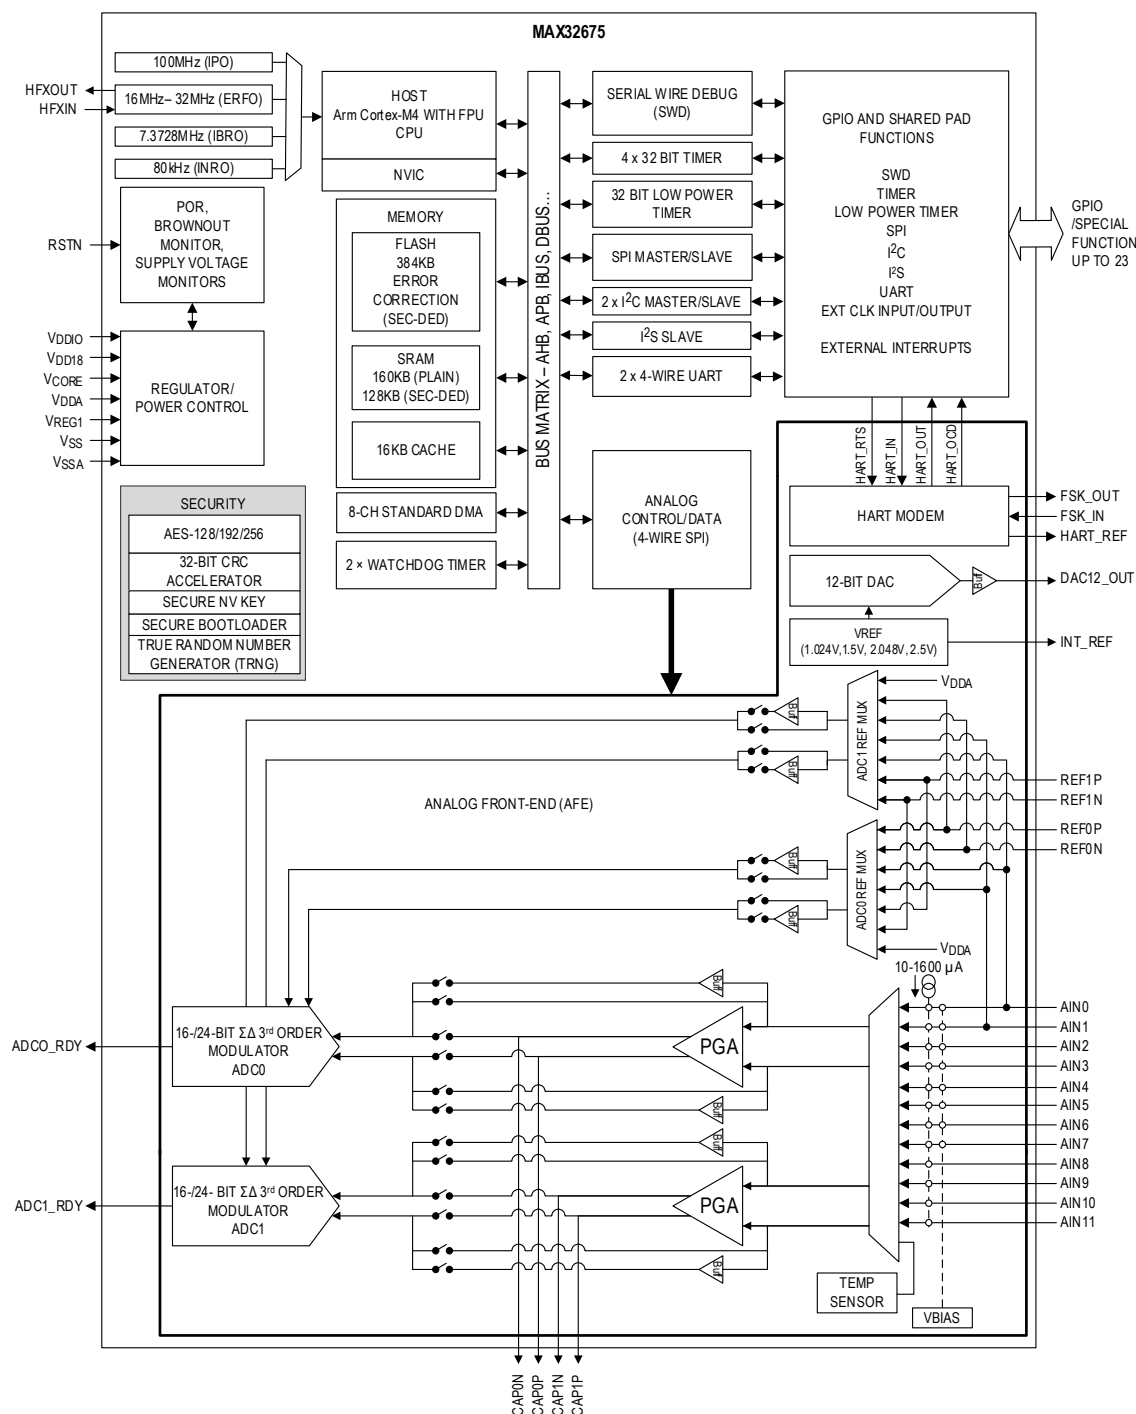 MAX32675
100MHz (IPO)
HFXOUT
HFXIN
16MHz– 32MHz (ERFO)
7.3728MHz (IBRO)
80kHz (INRO)
HOST
Arm Cortex-M4 WITH FPU
CPU
NVIC
RSTN
POR,
BROWNOUT
MONITOR,
SUPPLY VOLTAGE
MONITORS
VDDIO
VDD18
VCORE
VDDA
VREG1
VSS
VSSA
REGULATOR/
POWER CONTROL
MEMORY
FLASH
384KB
ERROR
CORRECTION
(SEC-DED)
SRAM
160KB (PLAIN)
128KB (SEC-DED)
16KB CACHE
8-CH STANDARD DMA
2 × WATCHDOG TIMER
SECURITY
AES-128/192/256
32-BIT CRC
ACCELERATOR
SECURE NV KEY
SECURE BOOTLOADER
TRUE RANDOM NUMBER
GENERATOR (TRNG)
BUS MATRIX – AHB, APB, IBUS, DBUS…
SERIAL WIRE DEBUG
(SWD)
4 x 32 BIT TIMER
32 BIT LOW POWER
TIMER
SPI MASTER/SLAVE
2 x I2C MASTER/SLAVE
I2S SLAVE
2 x 4-WIRE UART
ANALOG
CONTROL/DATA
(4-WIRE SPI)
GPIO AND SHARED PAD
FUNCTIONS
SWD
TIMER
LOW POWER TIMER
SPI
I2C
I2S
UART
EXT CLK INPUT/OUTPUT
EXTERNAL INTERRUPTS
GPIO
/SPECIAL
FUNCTION
UP TO 23
HART_RTS
HART_IN
HART_OUT
HART_OCD
HART MODEM
FSK_OUT
FSK_IN
HART_REF
12-BIT DAC
Buf
DAC12_OUT
VREF
(1.024V,1.5V, 2.048V, 2.5V)
INT_REF
VDDA
Buff
Buff
ADC1 REF MUX
REF1P
REF1N
ANALOG FRONT-END (AFE)
REF0P
REF0N
Buff
Buff
ADC0 REF MUX
VDDA
10-1600 µA
Buff
16-/24-BIT ΣΔ 3rd ORDER
MODULATOR
ADC0
ADC0_RDY
PGA
Buff
AIN0
AIN1
AIN2
AIN3
AIN4
AIN5
AIN6
AIN7
AIN8
AIN9
AIN10
AIN11
Buff
16-/24- BIT ΣΔ 3rd ORDER
MODULATOR
ADC1
ADC1_RDY
PGA
Buff
TEMP
SENSOR
VBIAS
CAP0N
CAP0P
CAP1N
CAP1P